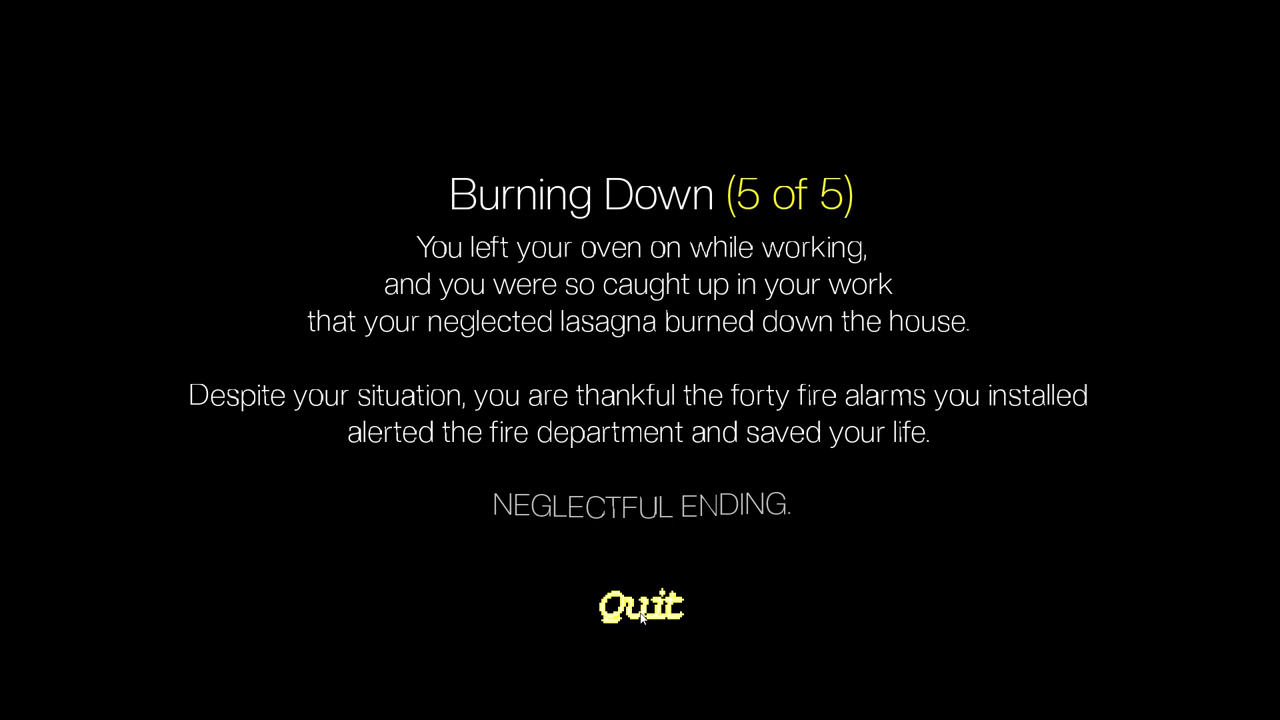 Burning Down (5 of 5)
You left your oven on while working,
and you were so caught up in your work
that your neglected lasagna burned down the house.
Despite your situation, you are thankful the forty fire alarms you installed
alerted the fire department and saved your life.
NEGLECTFUL ENDING.
Quit